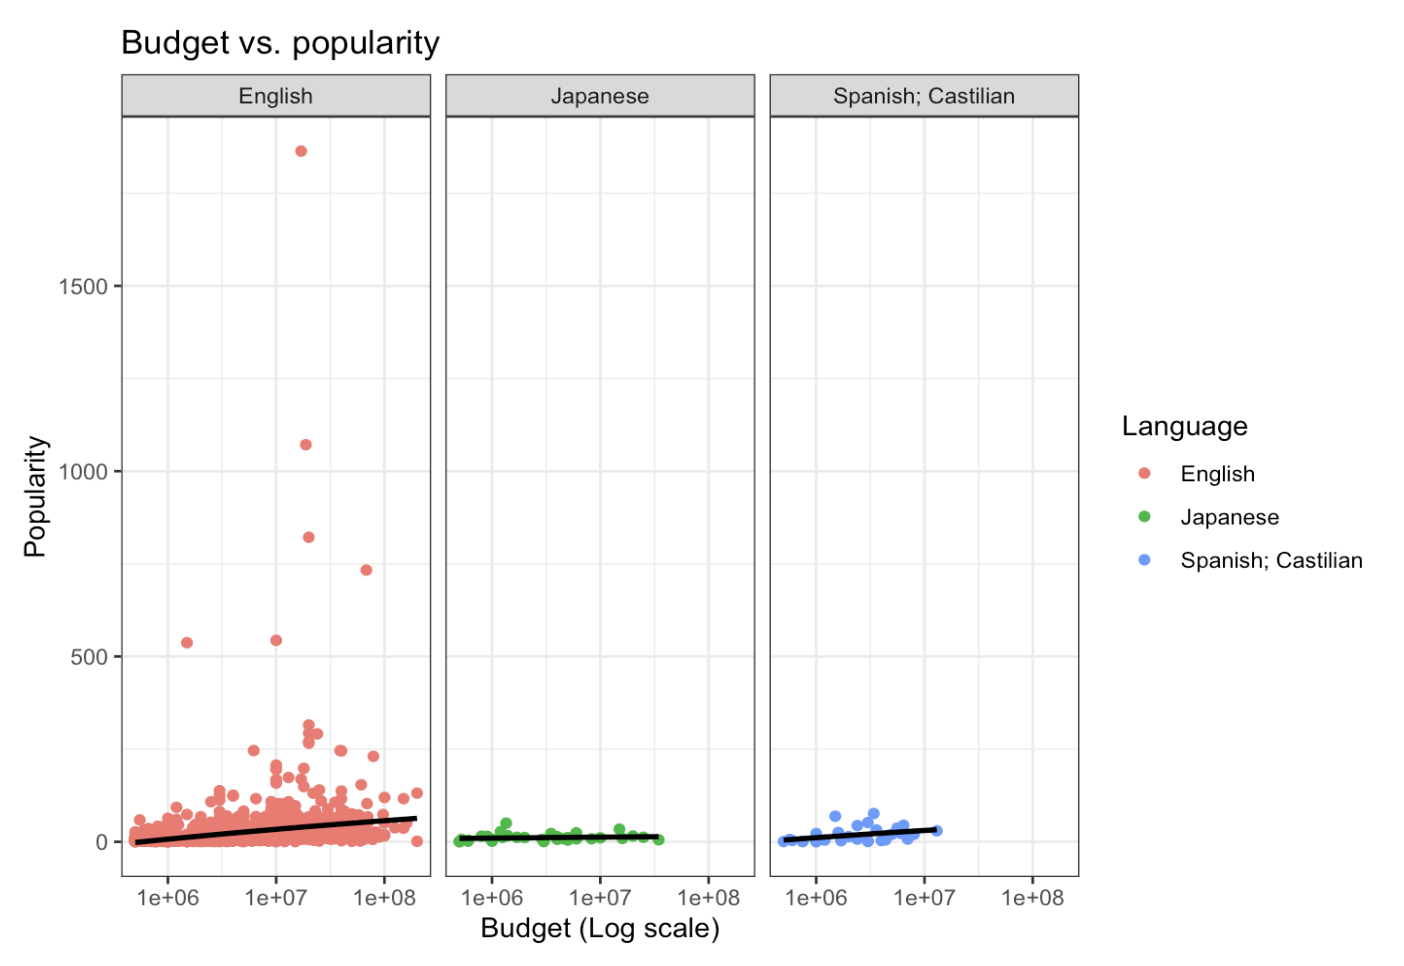 Budget vs. popularity
English
Japanese
Spanish; Castilian
1500
1000
500
0
Popularity
1e+06 1e+07 1e+08
1e+06 1e+07 1e+08
1e+06 1e+07 1e+08
Budget (Log scale)
Language
English
Japanese
Spanish; Castilian